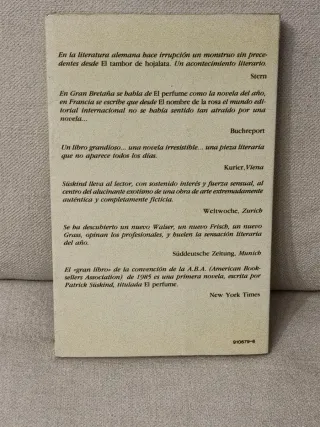 En la literatura alemana hace irrupción un monstruo sin prece-
dentes desde El tambor de hojalata. Un acontecimiento literario.
Stern
En Gran Bretaña se habla de El perfume como la novela del año,
en Francia se escribe que desde El nombre de la rosa el mundo edi-
torial internacional no se había sentido tan atraído por una
novela...
Buchreport
Un libro grandioso... una novela irresistible... una pieza literaria
que no aparece todos los días.
Kurier, Viena
Süskind lleva al lector, con sostenido interés y fuerza sensual, al
centro del alucinante exotismo de una obra de arte extremadamente
auténtica y completamente ficticia.
Weltwoche, Zurich
Se ha descubierto un nuevo Walser, un nuevo Frisch, un nuevo
Grass, opinan los profesionales, y huelen la sensación literaria
del año.
Süddeutsche Zeitung, Munich
El «gran libro» de la convención de la A.B.A. (American Book-
sellers Association) de 1985 es una primera novela, escrita por
Patrick Süskind, titulada El perfume.
New York Times
910679-6